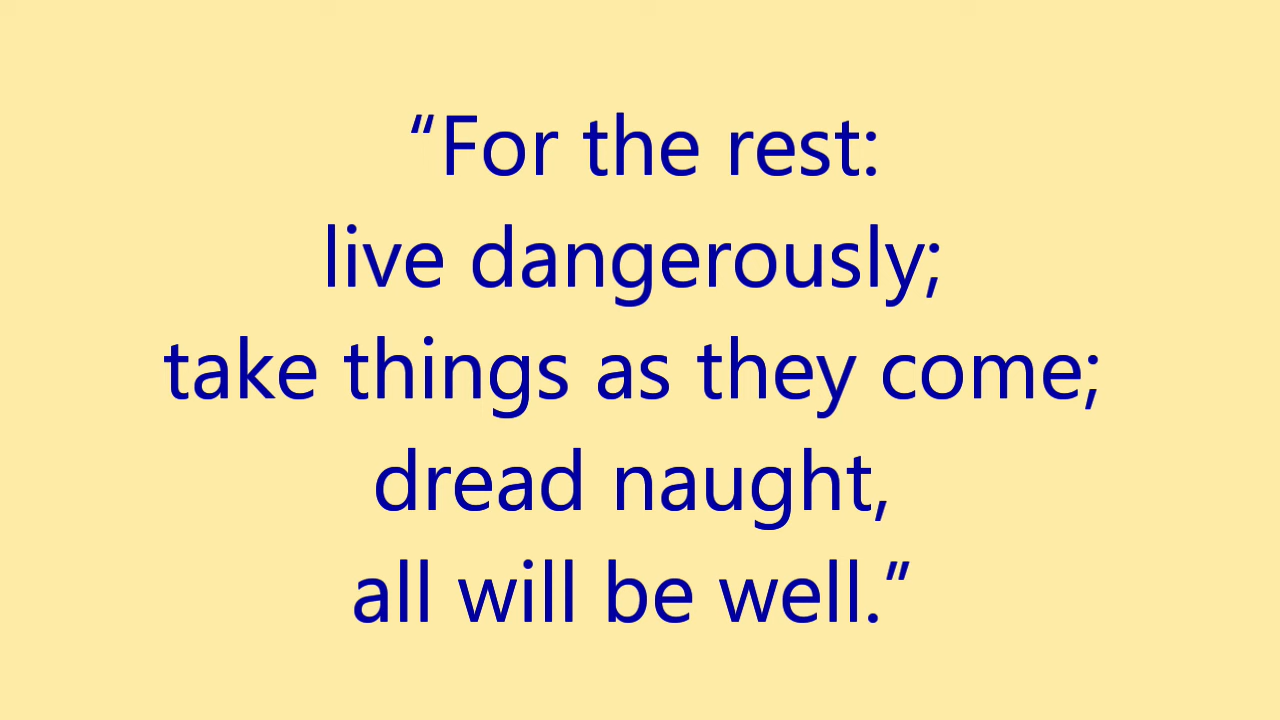 “For the rest:
live dangerously;
take things as they come;
dread naught,
all will be well.”